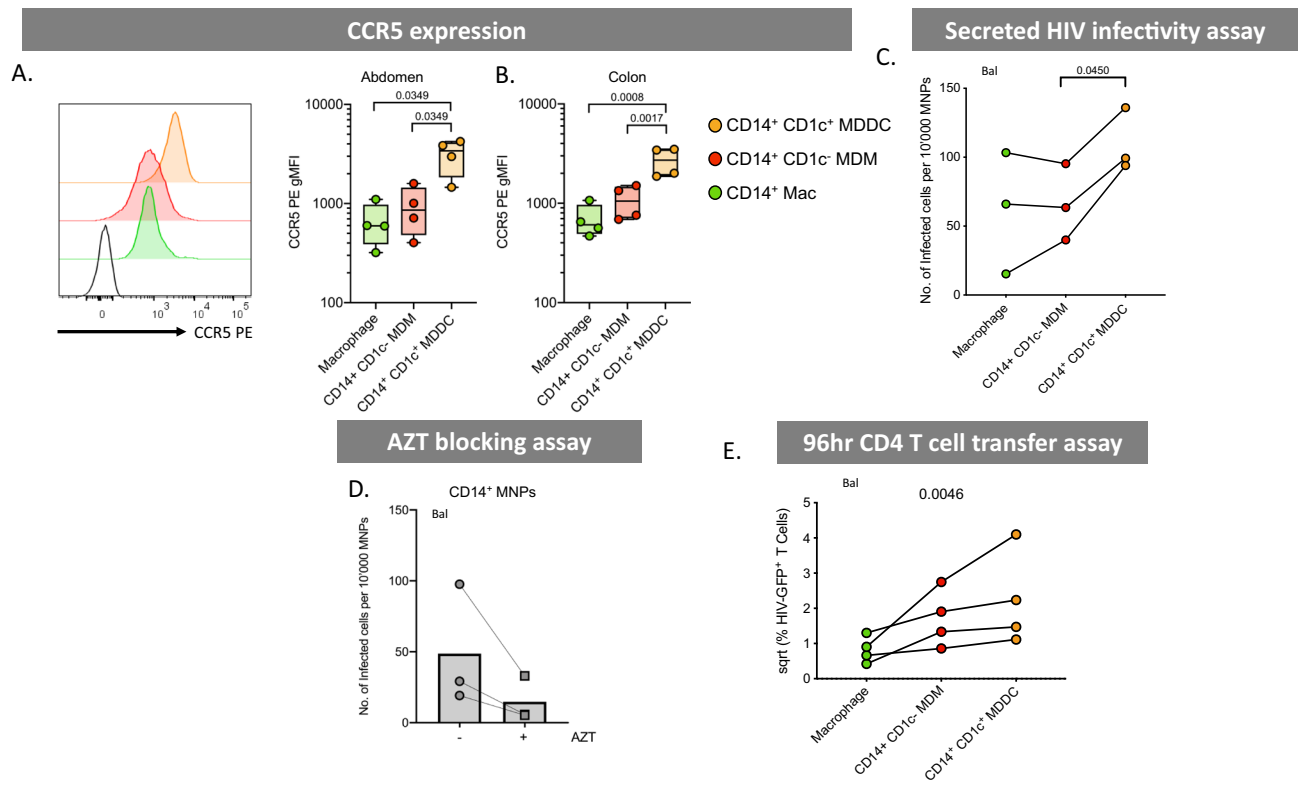 CCR5 expression
Secreted HIV infectivity assay
A.
CCR5 PE
0
10³
10⁴
10⁵
Abdomen
CCR5 PE gMFI
10000
1000
100
0.0349
0.0349
Macrophage
CD14+ CD1c- MDM
CD14⁺ CD1c⁺ MDDC
B.
Colon
CCR5 PE gMFI
10000
1000
100
0.0008
0.0017
Macrophage
CD14+ CD1c- MDM
CD14⁺ CD1c⁺ MDDC
CD14⁺ CD1c⁺ MDDC
CD14⁺ CD1c⁻ MDM
CD14⁺ Mac
C.
Bal
0.0450
No. of Infected cells per 10'000 MNPs
150
100
50
0
Macrophage
CD14⁺ CD1c⁻ MDM
CD14⁺ CD1c⁺ MDDC
AZT blocking assay
D.
CD14⁺ MNPs
Bal
No. of Infected cells per 10'000 MNPs
150
100
50
0
-
+
AZT
96hr CD4 T cell transfer assay
E.
Bal
0.0046
sqrt (% HIV-GFP⁺ T Cells)
5
4
3
2
1
0
Macrophage
CD14+ CD1c- MDM
CD14⁺ CD1c⁺ MDDC